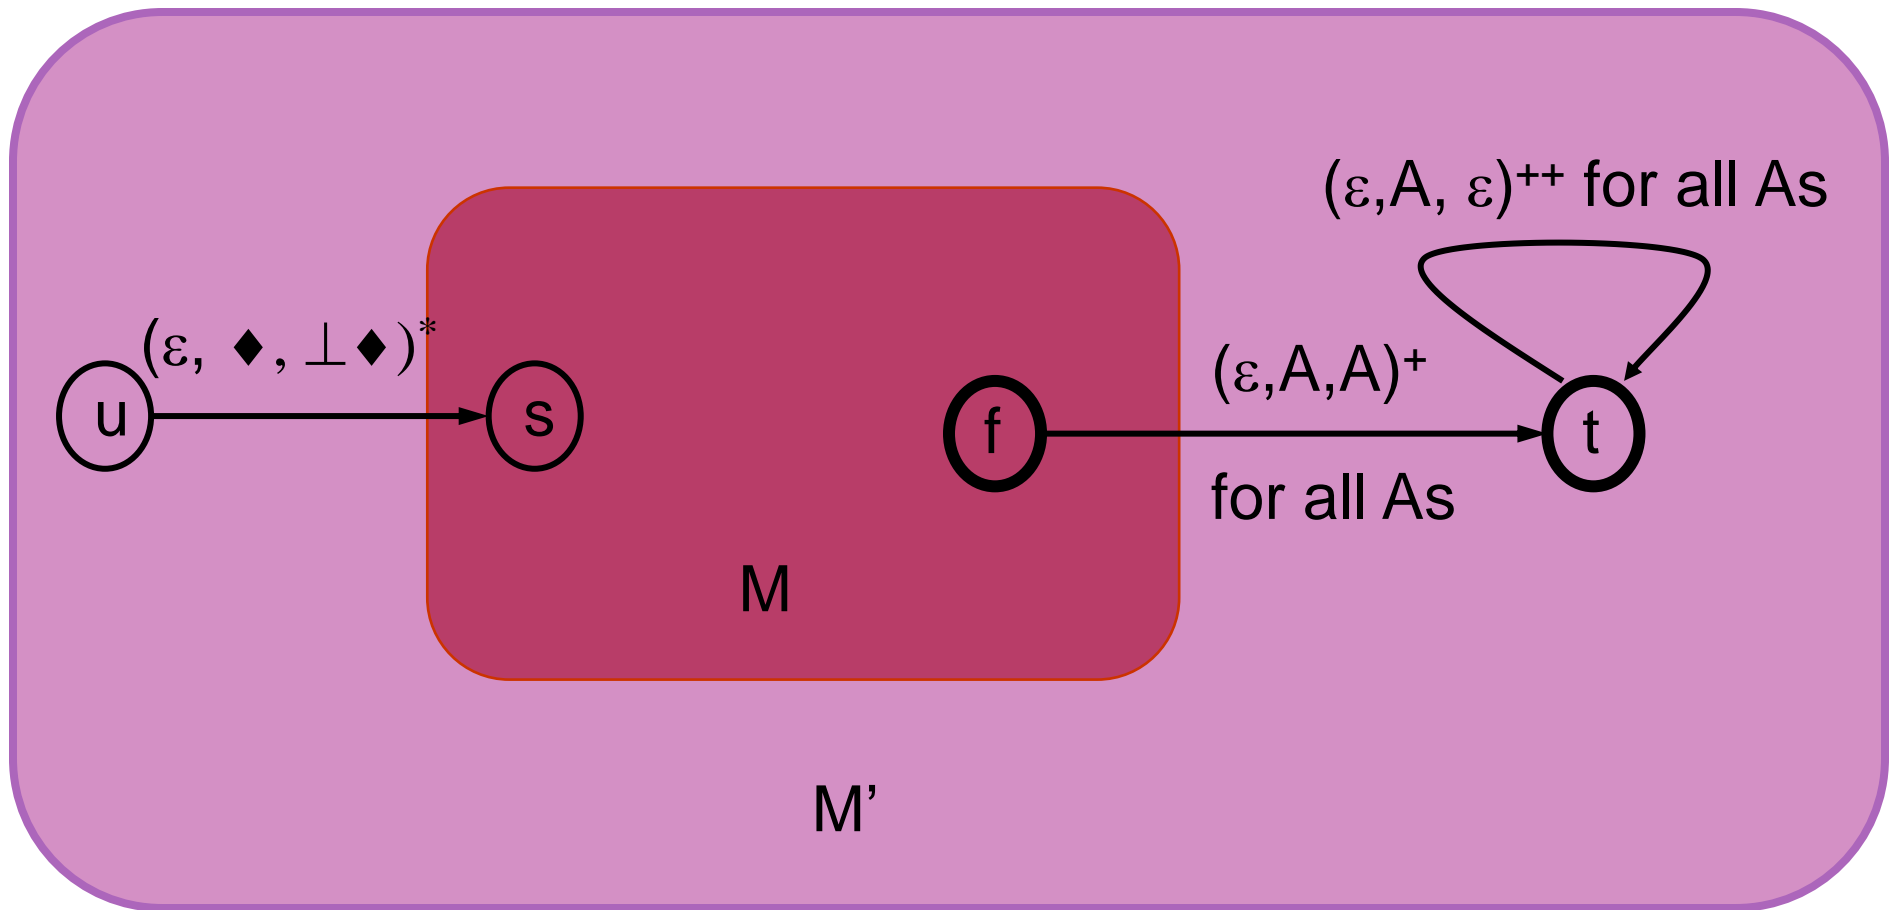 (ε,A, ε)⁺⁺ for all As
(ε, ♦, ⊥♦)*
(ε,A,A)⁺
u
s
f
t
for all As
M
M’